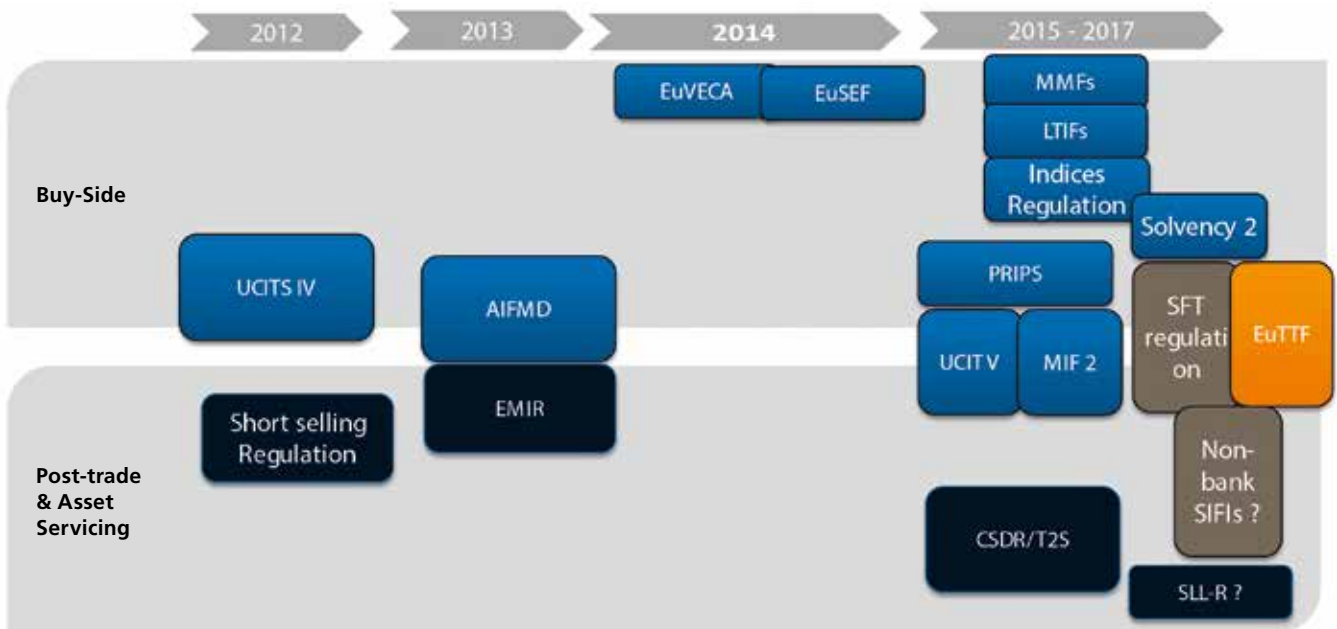 2012
2013
2014
2015 - 2017
EuVECA
EuSEF
MMFs
LTIFs
Indices
Regulation
Buy-Side
Solvency 2
UCITS IV
AIFMD
PRIPS
SFT
regulati
on
EuTTF
UCIT V
MIF 2
EMIR
Short selling
Regulation
Post-trade
& Asset
Servicing
Non-
bank
SIFIs ?
CSDR/T2S
SLL-R ?